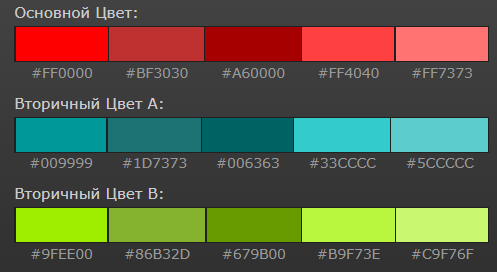 Основной Цвет:
#FF0000 #BF3030 #A60000 #FF4040 #FF7373
Вторичный Цвет A:
#009999 #1D7373 #006363 #33CCCC #5CCCCC
Вторичный Цвет B:
#9FEE00 #86B32D #679B00 #B9F73E #C9F76F